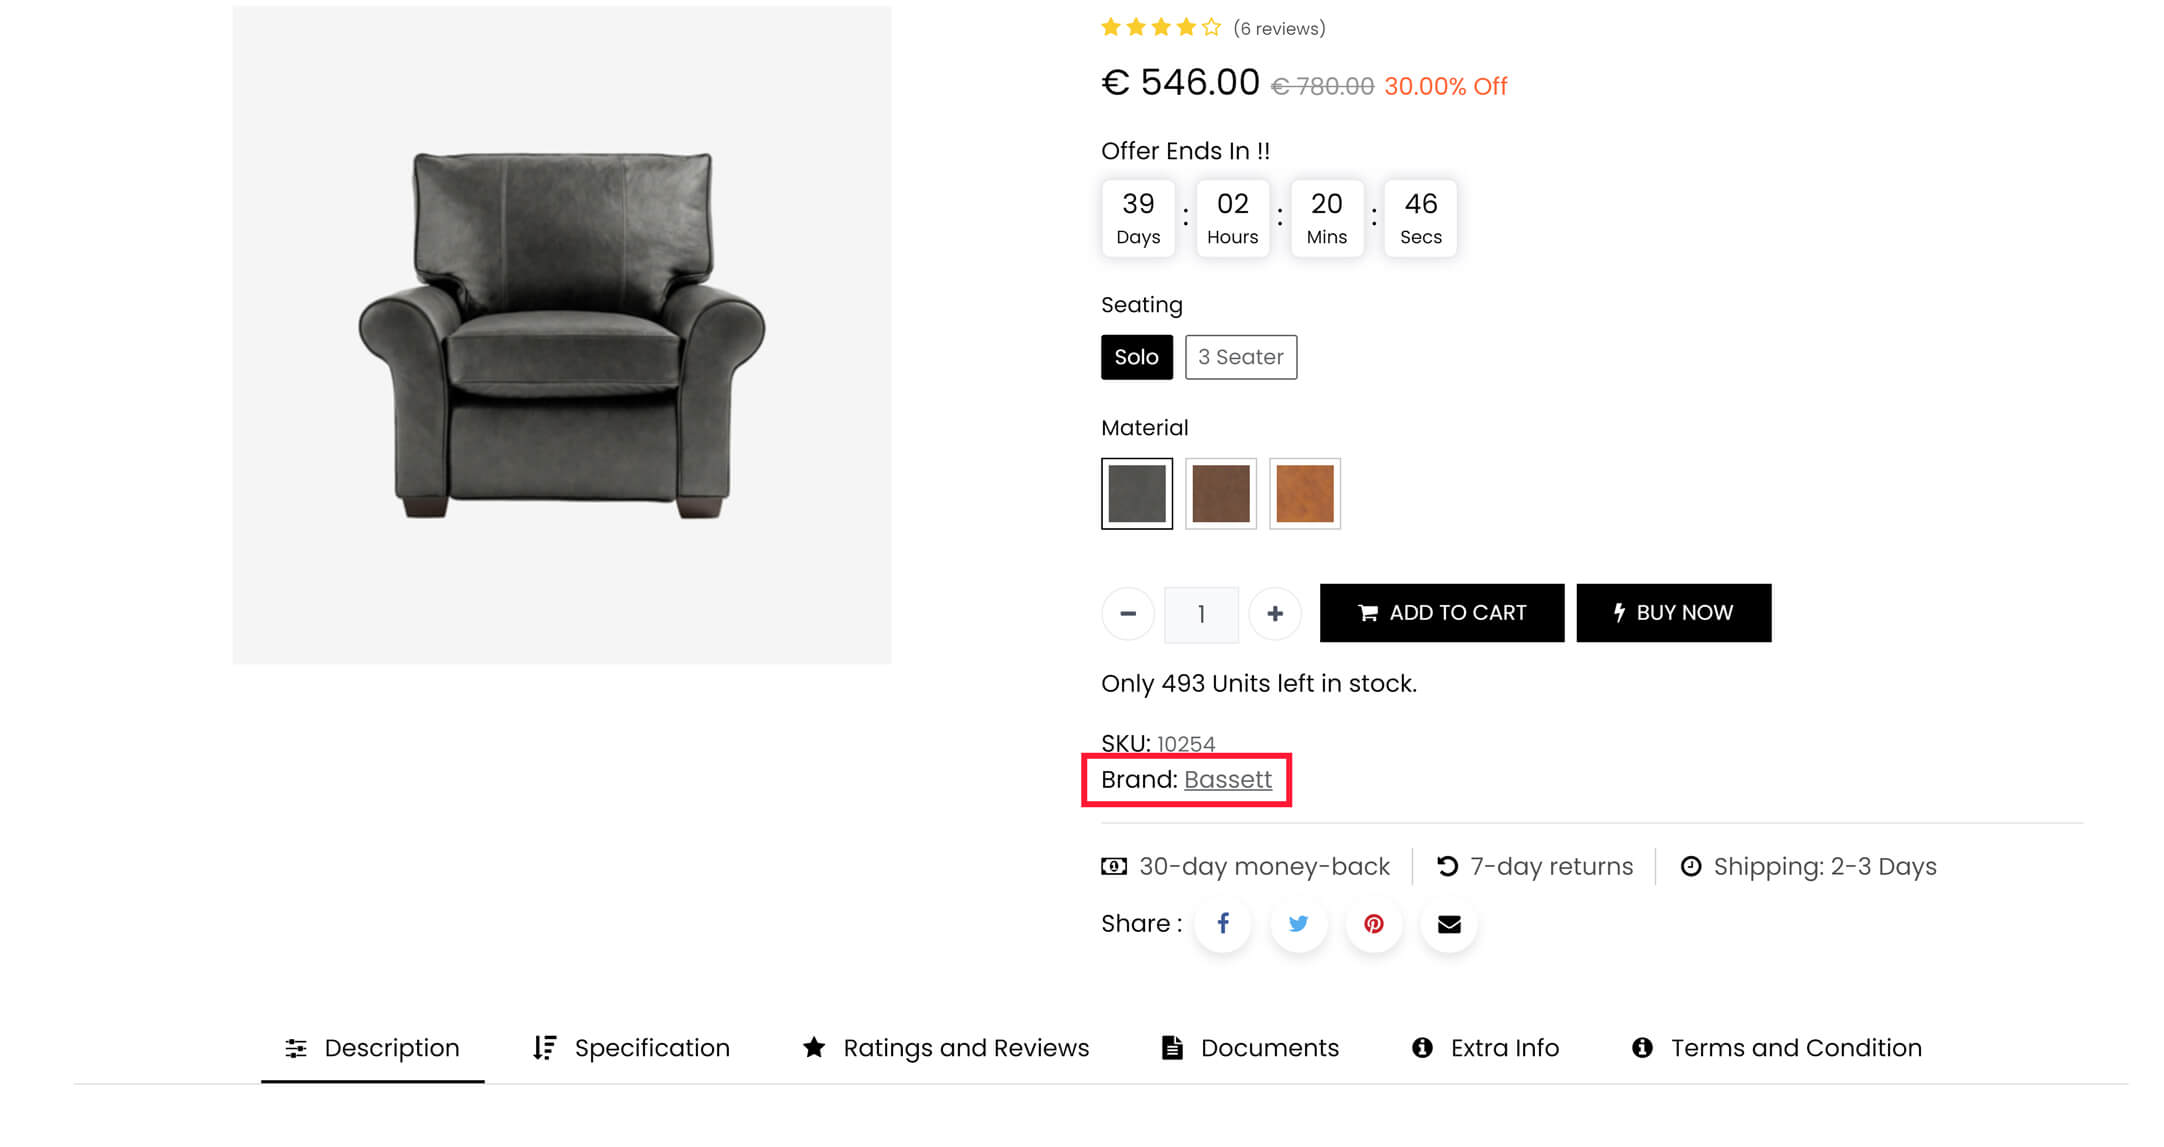 (6 reviews)
€ 546.00 € 780.00 30.00% Off
Offer Ends In !!
39 : 02 : 20 : 46
Days Hours Mins Secs
Seating
Solo 3 Seater
Material
1 ADD TO CART BUY NOW
Only 493 Units left in stock.
SKU: 10254
Brand: Bassett
30-day money-back 7-day returns Shipping: 2-3 Days
Share :
Description Specification Ratings and Reviews Documents Extra Info Terms and Condition